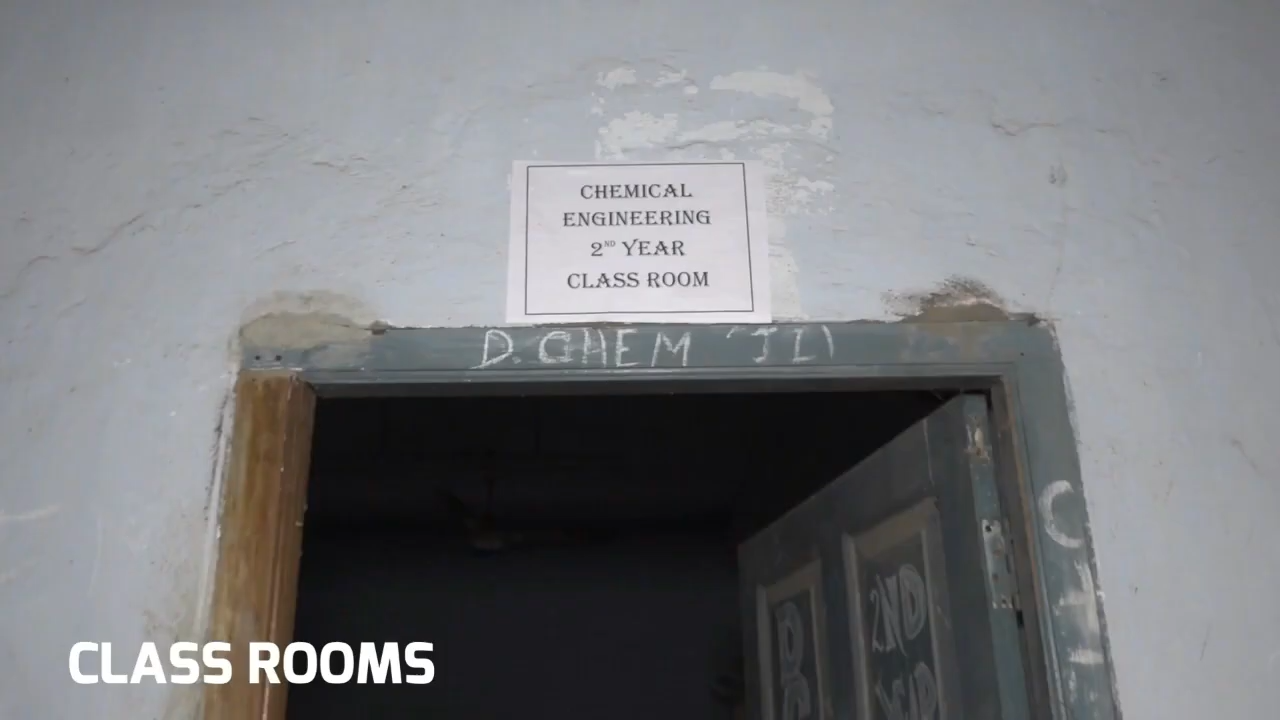 CHEMICAL
ENGINEERING
2ND YEAR
CLASS ROOM
D. CHEM
2ND
CLASS ROOMS